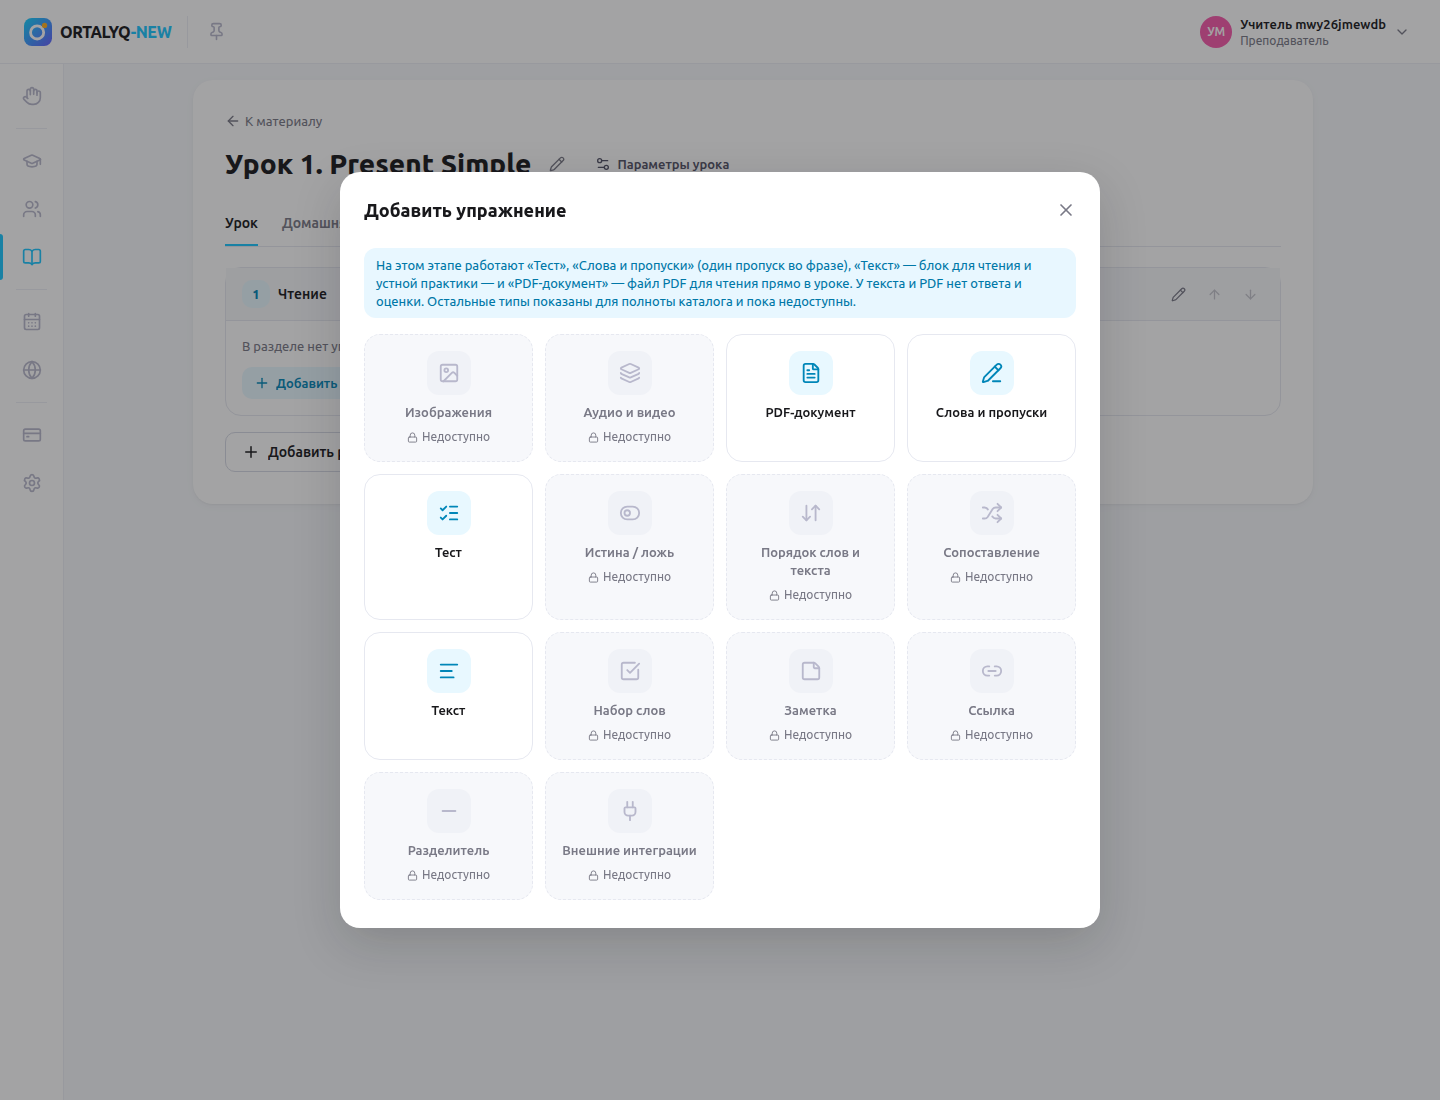 ORTALYQ-NEW
УМ
Учитель mwy26jmewdb
Преподаватель
К материалу
Урок 1. Present Simple
Параметры урока
Урок
1
Чтение
В разделе нет
Добавить
Добавить
Добавить упражнение
На этом этапе работают «Тест», «Слова и пропуски» (один пропуск во фразе), «Текст» — блок для чтения и
устной практики — и «PDF-документ» — файл PDF для чтения прямо в уроке. У текста и PDF нет ответа и
оценки. Остальные типы показаны для полноты каталога и пока недоступны.
Изображения
Недоступно
Аудио и видео
Недоступно
PDF-документ
Слова и пропуски
Тест
Истина / ложь
Недоступно
Порядок слов и
текста
Недоступно
Сопоставление
Недоступно
Текст
Набор слов
Недоступно
Заметка
Недоступно
Ссылка
Недоступно
Разделитель
Недоступно
Внешние интеграции
Недоступно